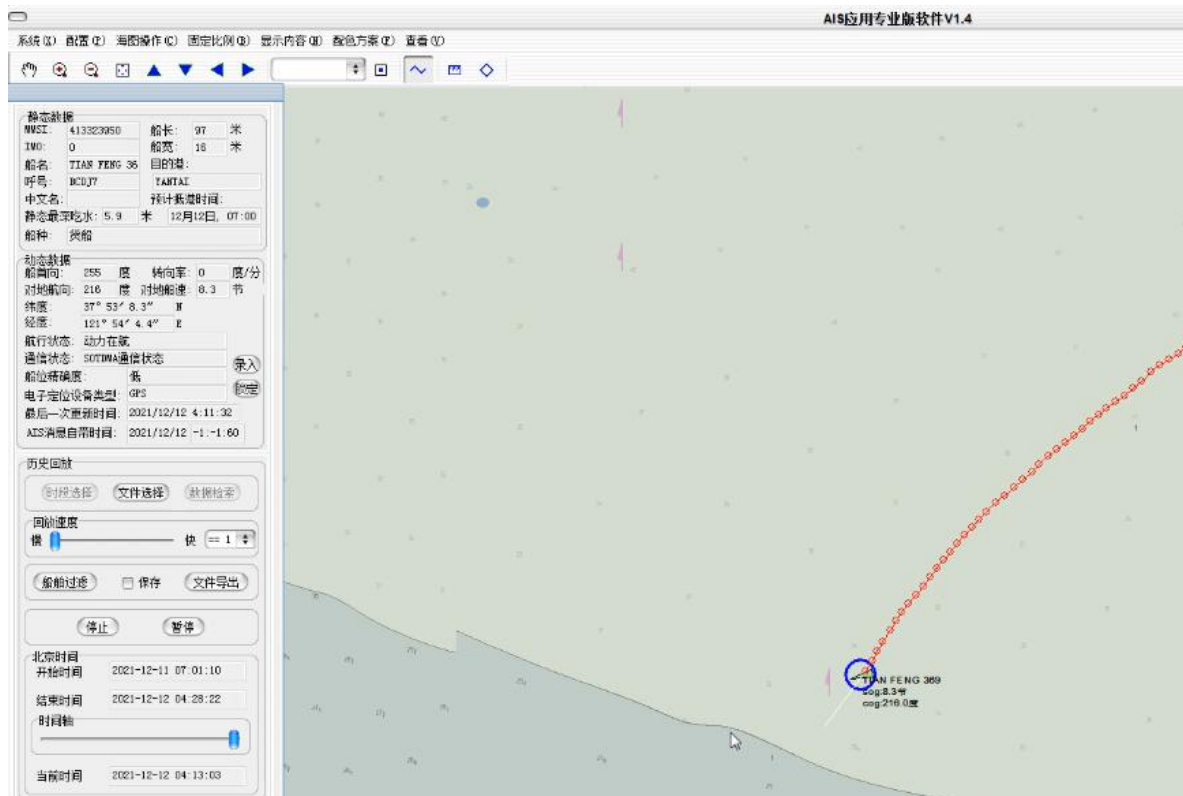 AIS应用专业版软件V1.4
系统(X) 配置(P) 海图操作(C) 固定比例(B) 显示内容(W) 配色方案(P) 查看(V)
静态数据
MMSI: 413323950 船长: 97 米
IMO: 0 船宽: 16 米
船名: TIAN FENG 36 目的港:
呼号: BCDJ7 YANTAI
中文名: 预计抵港时间:
静态最深吃水: 5.9 米 12月12日, 07:00
船种: 货船
动态数据
船首向: 255 度 转向率: 0 度/分
对地航向: 216 度 对地船速: 8.3 节
纬度: 37° 53′ 8.3″ N
经度: 121° 54′ 4.4″ E
航行状态: 动力在航
通信状态: SOTDMA通信状态
录入
船位精确度: 低
电子定位设备类型: GPS
锁定
最后一次更新时间: 2021/12/12 4:11:32
AIS消息自带时间: 2021/12/12 -1:-1:60
历史回放
时段选择 文件选择 数据检索
回放速度
慢 快 == 1
船舶过滤 保存 文件导出
停止 暂停
北京时间
开始时间 2021-12-11 07:01:10
结束时间 2021-12-12 04:28:22
时间轴
当前时间 2021-12-12 04:13:03
TIAN FENG 369
sog:8.3节
cog:216.0度